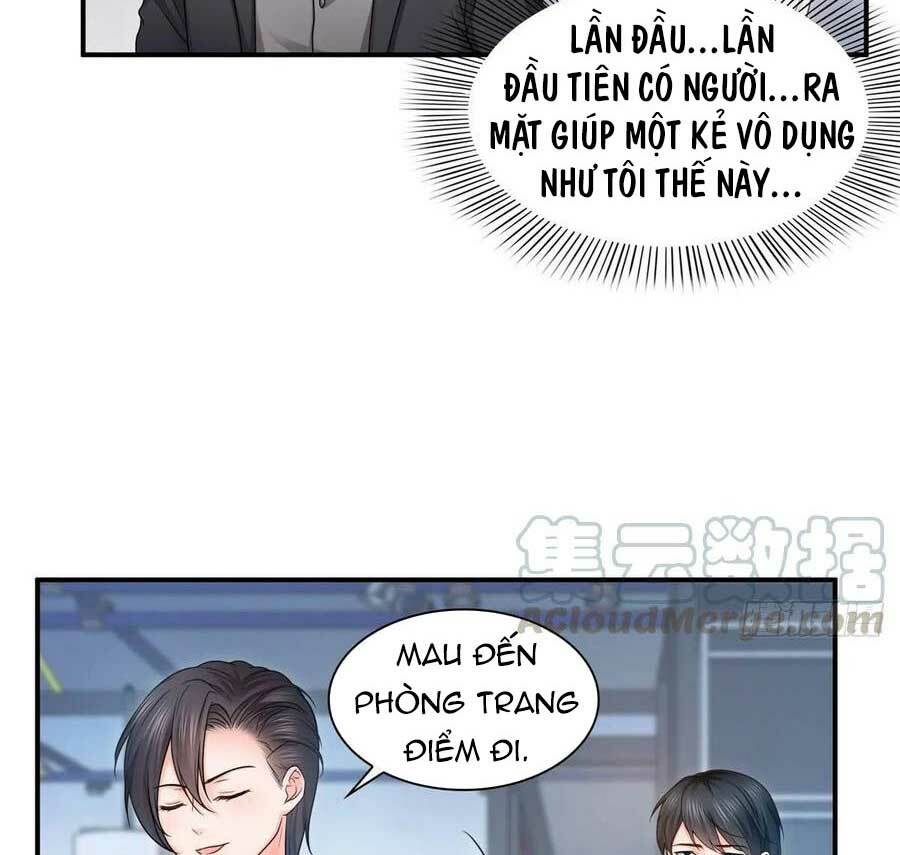 LẦN ĐẦU...LẦN
ĐẦU TIÊN CÓ NGƯỜI...RA
MẶT GIÚP MỘT KẺ VÔ DỤNG
NHƯ TÔI THẾ NÀY...
集云数据
ACloudMerge.com
MAU ĐẾN
PHÒNG TRANG
ĐIỂM ĐI.